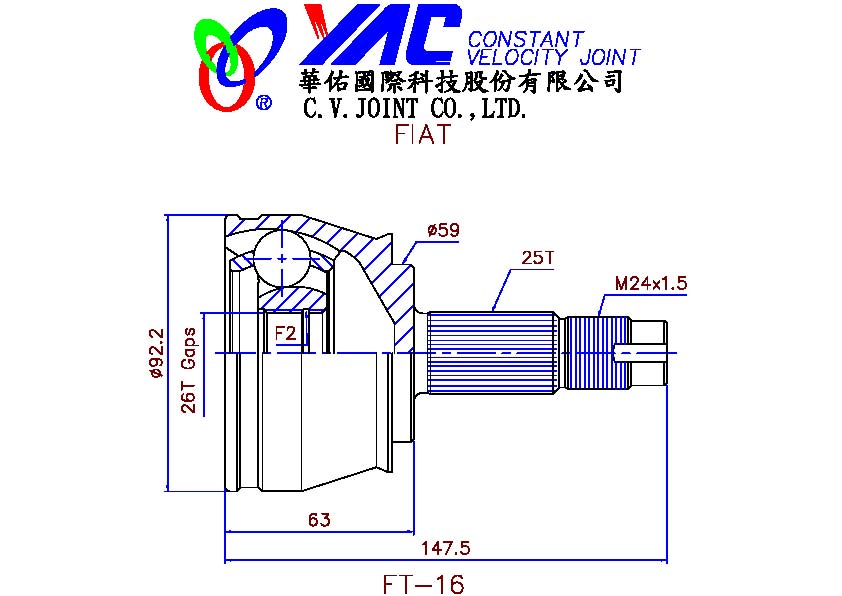 YAC CONSTANT
VELOCITY JOINT
®
華佑國際科技股份有限公司
C.V.JOINT CO.,LTD.
FIAT
ø59
25T
M24x1.5
F2
ø92.2
26T Gaps
63
147.5
FT-16